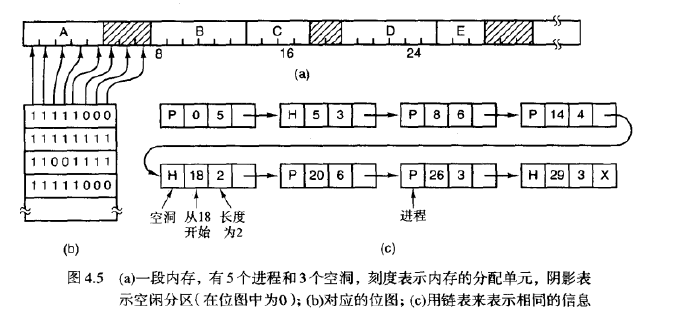 A B C D E
8 16 24
(a)
11111000
11111111
11001111
11111000
(b)
P 0 5 H 5 3 P 8 6 P 14 4
H 18 2 P 20 6 P 26 3 H 29 3 X
空洞 从18开始 长度为2 进程
(c)
图 4.5 (a)一段内存，有5个进程和3个空洞，刻度表示内存的分配单元，阴影表
示空闲分区(在位图中为0)；(b)对应的位图；(c)用链表来表示相同的信息